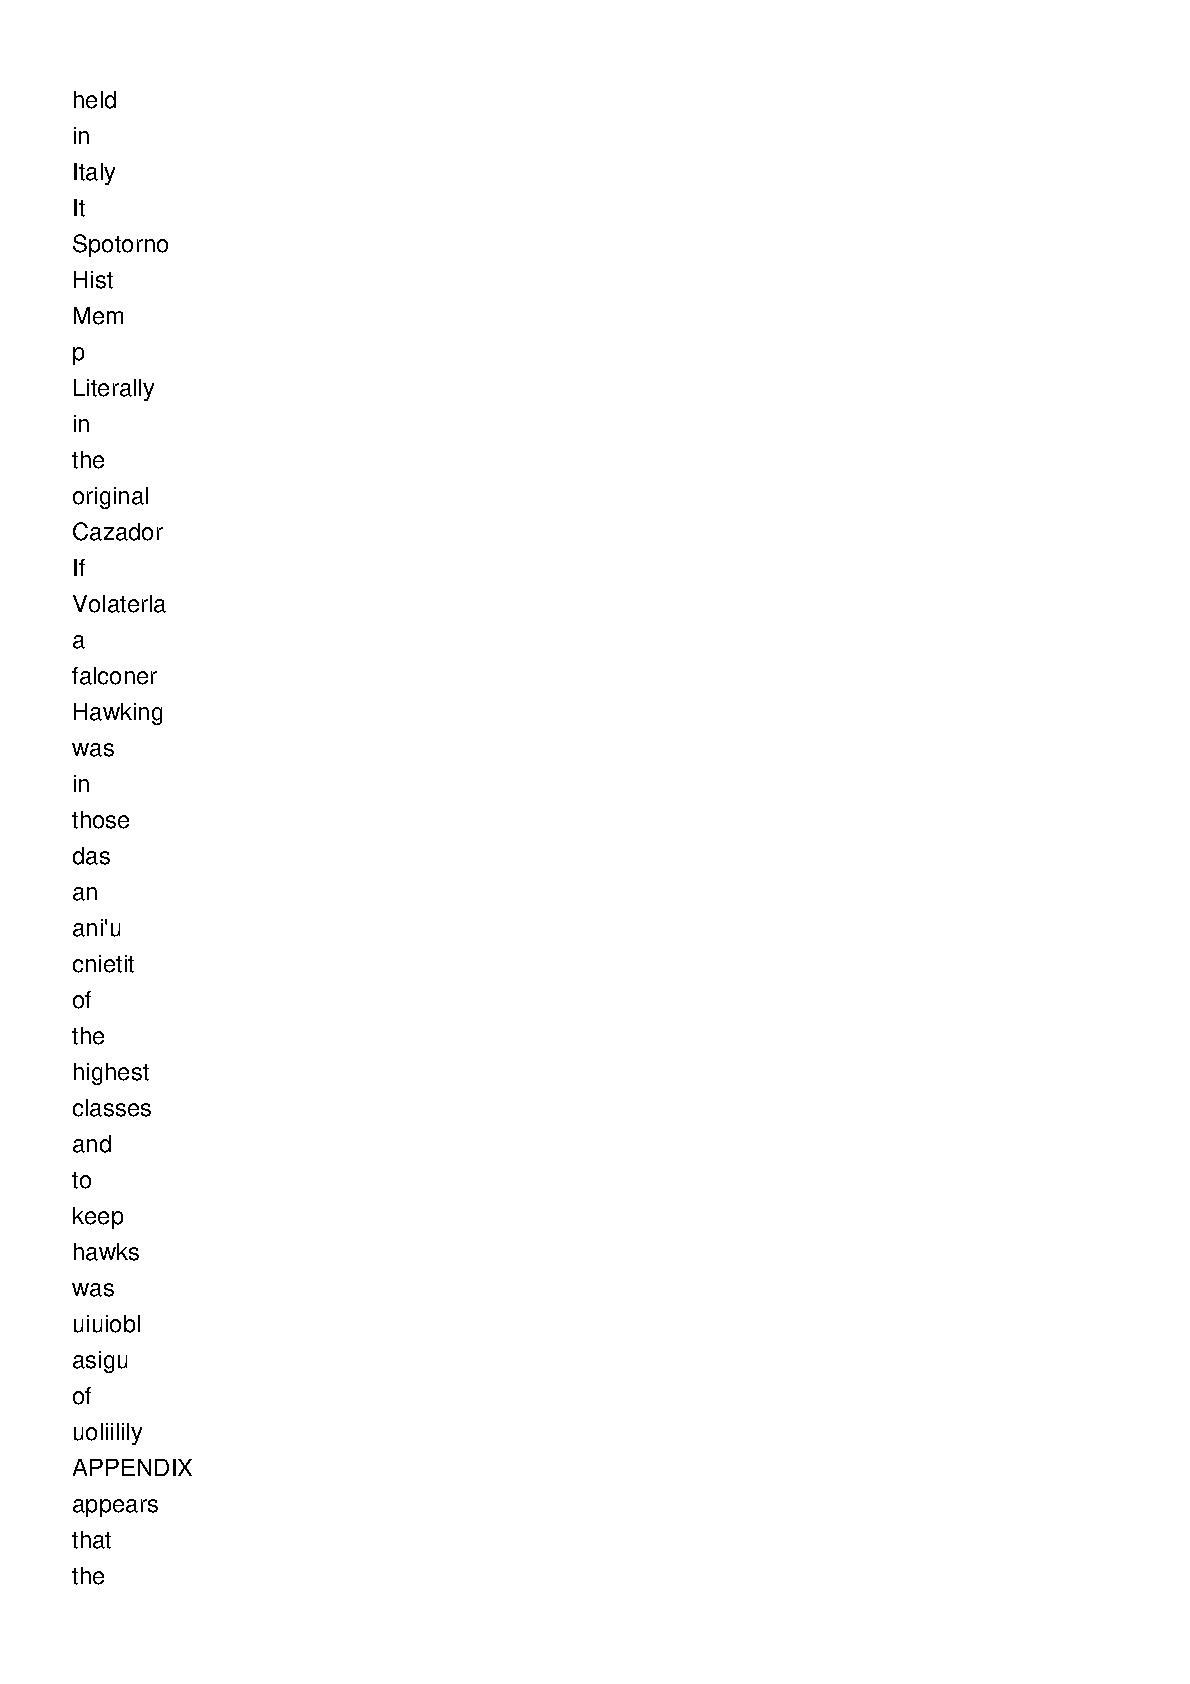 held
in
Italy
It
Spotorno
Hist
Mem
p
Literally
in
the
original
Cazador
If
Volaterla
a
falconer
Hawking
was
in
those
das
an
ani'u
cnietit
of
the
highest
classes
and
to
keep
hawks
was
uiuiobl
asigu
of
uoliilily
APPENDIX
appears
that
the